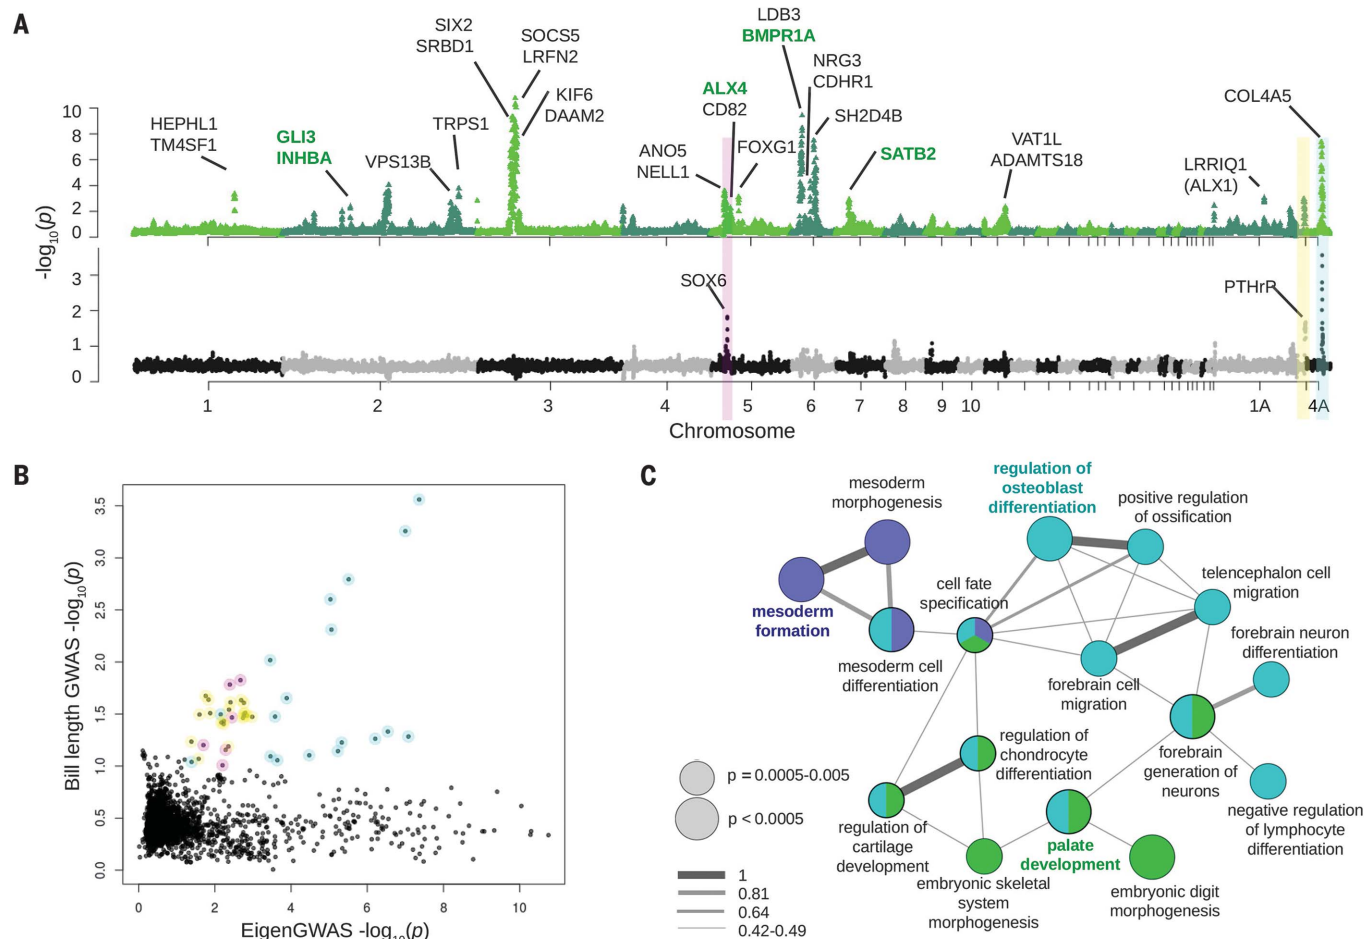 A
SIX2
SRBD1
SOCS5
LRFN2
LDB3
BMPR1A
NRG3
CDHR1
KIF6
DAAM2
ALX4
CD82
COL4A5
HEPHL1
TM4SF1
GLI3
INHBA
TRPS1
VPS13B
SH2D4B
ANO5
NELL1
FOXG1
SATB2
VAT1L
ADAMTS18
LRRIQ1
(ALX1)
10
8
6
4
2
0
-log10(p)
SOX6
PTHrP
3
2
1
0
1 2 3 4 5 6 7 8 9 10 1A 4A
Chromosome
B
Bill length GWAS -log10(p)
3.5
3.0
2.5
2.0
1.5
1.0
0.5
0.0
0 2 4 6 8 10
EigenGWAS -log10(p)
C
mesoderm
morphogenesis
regulation of
osteoblast
differentiation
positive regulation
of ossification
mesoderm
formation
cell fate
specification
telencephalon cell
migration
mesoderm cell
differentiation
forebrain neuron
differentiation
forebrain cell
migration
regulation of
chondrocyte
differentiation
forebrain
generation of
neurons
negative regulation
of lymphocyte
differentiation
regulation of
cartilage
development
palate
development
embryonic skeletal
system
morphogenesis
embryonic digit
morphogenesis
p = 0.0005-0.005
p < 0.0005
1
0.81
0.64
0.42-0.49